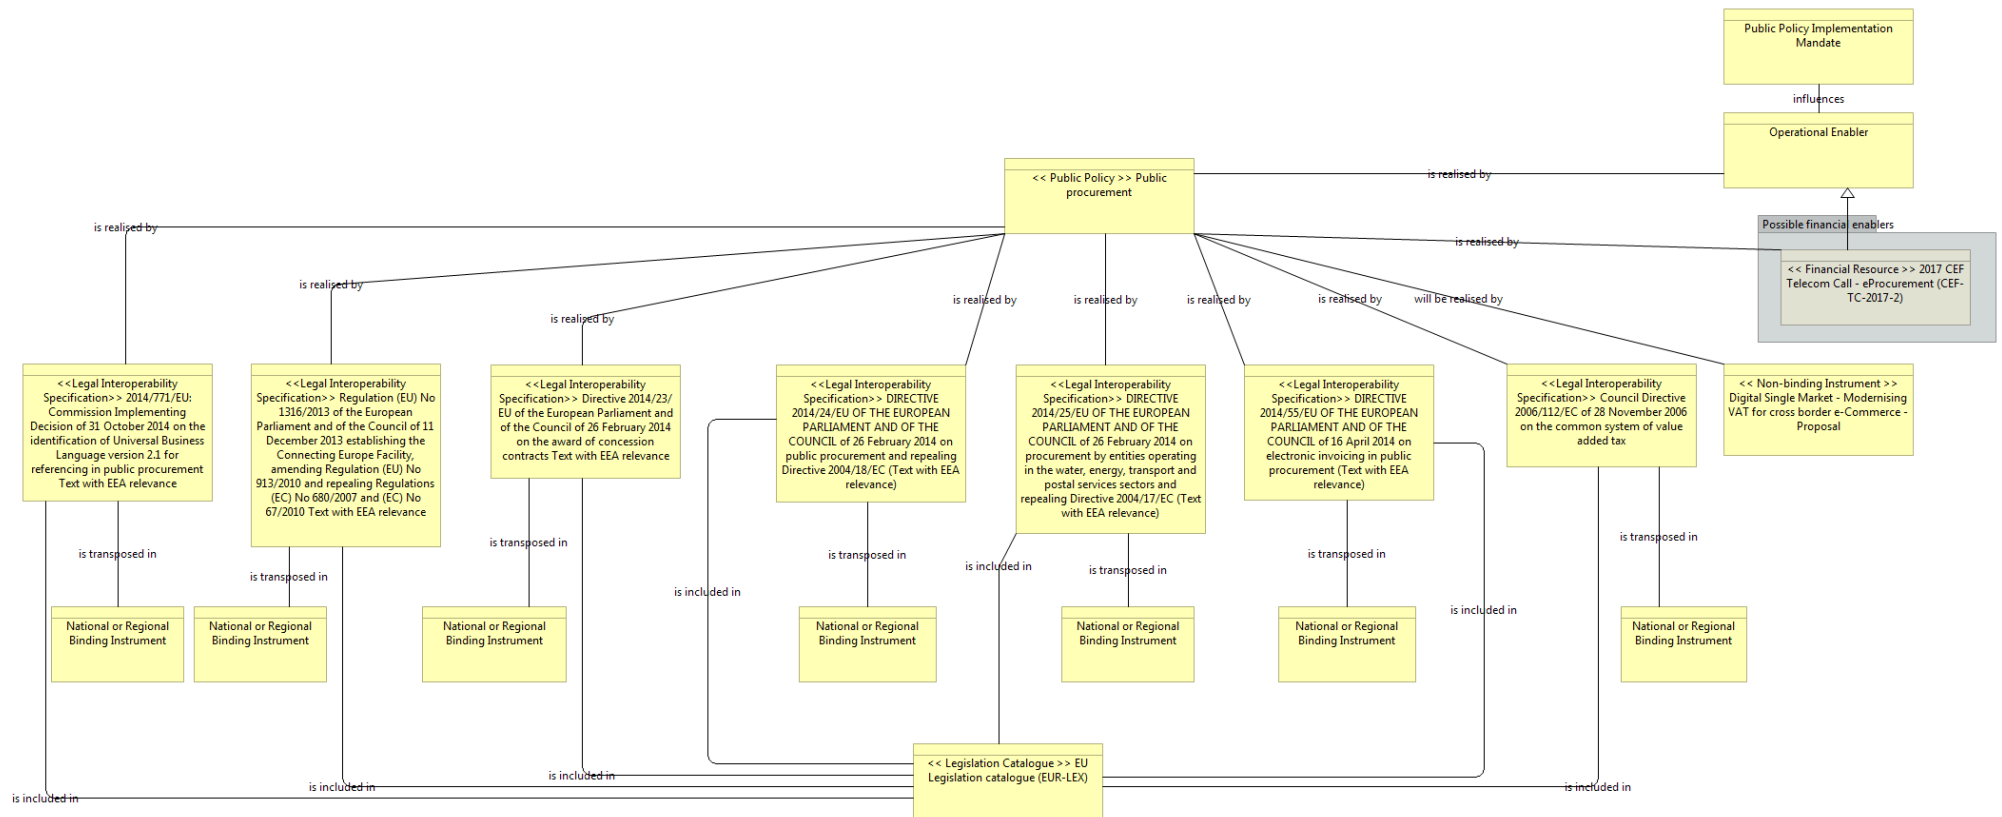 Public Policy Implementation
Mandate
influences
Operational Enabler
<< Public Policy >> Public
procurement
is realised by
Possible financial enablers
is realised by
<< Financial Resource >> 2017 CEF
Telecom Call - eProcurement (CEF-
TC-2017-2)
is realised by
is realised by
is realised by
is realised by
is realised by
is realised by
is realised by
will be realised by
<<Legal Interoperability
Specification>> 2014/771/EU:
Commission Implementing
Decision of 31 October 2014 on the
identification of Universal Business
Language version 2.1 for
referencing in public procurement
Text with EEA relevance
<<Legal Interoperability
Specification>> Regulation (EU) No
1316/2013 of the European
Parliament and of the Council of 11
December 2013 establishing the
Connecting Europe Facility,
amending Regulation (EU) No
913/2010 and repealing Regulations
(EC) No 680/2007 and (EC) No
67/2010 Text with EEA relevance
<<Legal Interoperability
Specification>> Directive 2014/23/
EU of the European Parliament and
of the Council of 26 February 2014
on the award of concession
contracts Text with EEA relevance
<<Legal Interoperability
Specification>> DIRECTIVE
2014/24/EU OF THE EUROPEAN
PARLIAMENT AND OF THE
COUNCIL of 26 February 2014 on
public procurement and repealing
Directive 2004/18/EC (Text with EEA
relevance)
<<Legal Interoperability
Specification>> DIRECTIVE
2014/25/EU OF THE EUROPEAN
PARLIAMENT AND OF THE
COUNCIL of 26 February 2014 on
procurement by entities operating
in the water, energy, transport and
postal services sectors and
repealing Directive 2004/17/EC (Text
with EEA relevance)
<<Legal Interoperability
Specification>> DIRECTIVE
2014/55/EU OF THE EUROPEAN
PARLIAMENT AND OF THE
COUNCIL of 16 April 2014 on
electronic invoicing in public
procurement (Text with EEA
relevance)
<<Legal Interoperability
Specification>> Council Directive
2006/112/EC of 28 November 2006
on the common system of value
added tax
<< Non-binding Instrument >>
Digital Single Market - Modernising
VAT for cross border e-Commerce -
Proposal
is transposed in
is transposed in
is transposed in
is transposed in
is transposed in
is transposed in
is transposed in
is included in
is included in
is included in
National or Regional
Binding Instrument
National or Regional
Binding Instrument
National or Regional
Binding Instrument
National or Regional
Binding Instrument
National or Regional
Binding Instrument
National or Regional
Binding Instrument
National or Regional
Binding Instrument
<< Legislation Catalogue >> EU
Legislation catalogue (EUR-LEX)
is included in
is included in
is included in
is included in